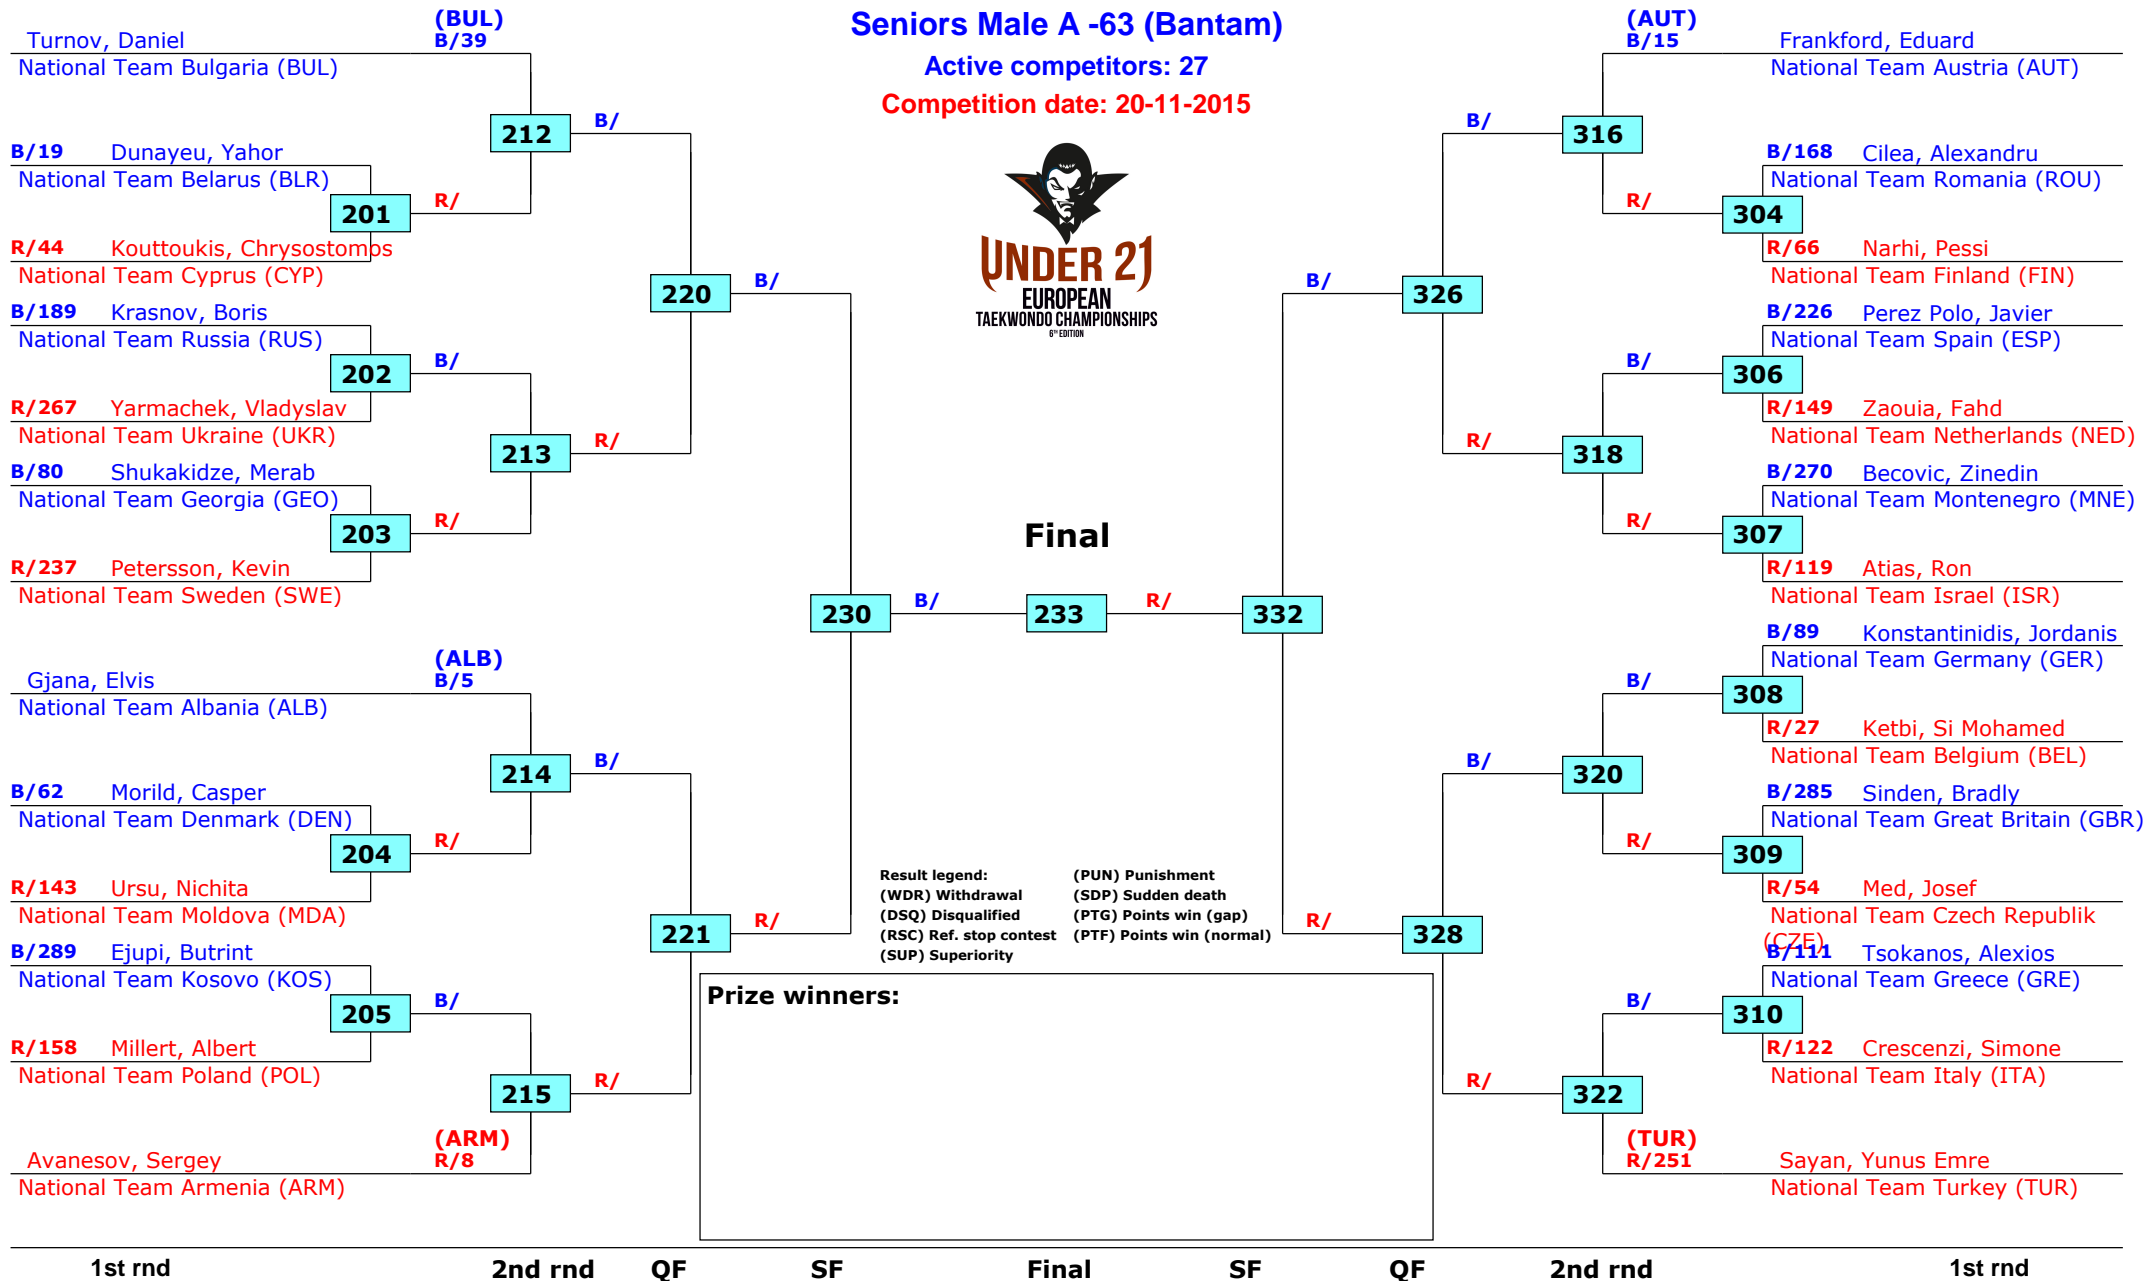 Seniors Male A -63 (Bantam)
Active competitors: 27
Competition date: 20-11-2015
UNDER 21
EUROPEAN
TAEKWONDO CHAMPIONSHIPS
6TH EDITION
(BUL)
Turnov, Daniel B/39
National Team Bulgaria (BUL)
212 B/
B/19 Dunayeu, Yahor
National Team Belarus (BLR)
201 R/
R/44 Kouttoukis, Chrysostomos
National Team Cyprus (CYP)
220 B/
B/189 Krasnov, Boris
National Team Russia (RUS)
202 B/
R/267 Yarmachek, Vladyslav
National Team Ukraine (UKR)
213 R/
B/80 Shukakidze, Merab
National Team Georgia (GEO)
203 R/
R/237 Petersson, Kevin
National Team Sweden (SWE)
Final
230 B/ 233 R/ 332
(ALB)
Gjana, Elvis B/5
National Team Albania (ALB)
214 B/
B/62 Morild, Casper
National Team Denmark (DEN)
204 R/
R/143 Ursu, Nichita
National Team Moldova (MDA)
221 R/
B/289 Ejupi, Butrint
National Team Kosovo (KOS)
205 B/
R/158 Millert, Albert
National Team Poland (POL)
215 R/
(ARM)
Avanesov, Sergey R/8
National Team Armenia (ARM)
Result legend: (PUN) Punishment
(WDR) Withdrawal (SDP) Sudden death
(DSQ) Disqualified (PTG) Points win (gap)
(RSC) Ref. stop contest (PTF) Points win (normal)
(SUP) Superiority
Prize winners:
(AUT)
B/15 Frankford, Eduard
National Team Austria (AUT)
B/ 316
B/168 Cilea, Alexandru
National Team Romania (ROU)
R/ 304
R/66 Narhi, Pessi
National Team Finland (FIN)
B/ 326
B/226 Perez Polo, Javier
National Team Spain (ESP)
B/ 306
R/149 Zaouia, Fahd
National Team Netherlands (NED)
R/ 318
B/270 Becovic, Zinedin
National Team Montenegro (MNE)
R/ 307
R/119 Atias, Ron
National Team Israel (ISR)
B/89 Konstantinidis, Jordanis
National Team Germany (GER)
B/ 308
R/27 Ketbi, Si Mohamed
National Team Belgium (BEL)
B/ 320
B/285 Sinden, Bradly
National Team Great Britain (GBR)
R/ 309
R/54 Med, Josef
National Team Czech Republik
(CZE)
R/ 328
B/111 Tsokanos, Alexios
National Team Greece (GRE)
B/ 310
R/122 Crescenzi, Simone
National Team Italy (ITA)
R/ 322
(TUR)
R/251 Sayan, Yunus Emre
National Team Turkey (TUR)
1st rnd 2nd rnd QF SF Final SF QF 2nd rnd 1st rnd